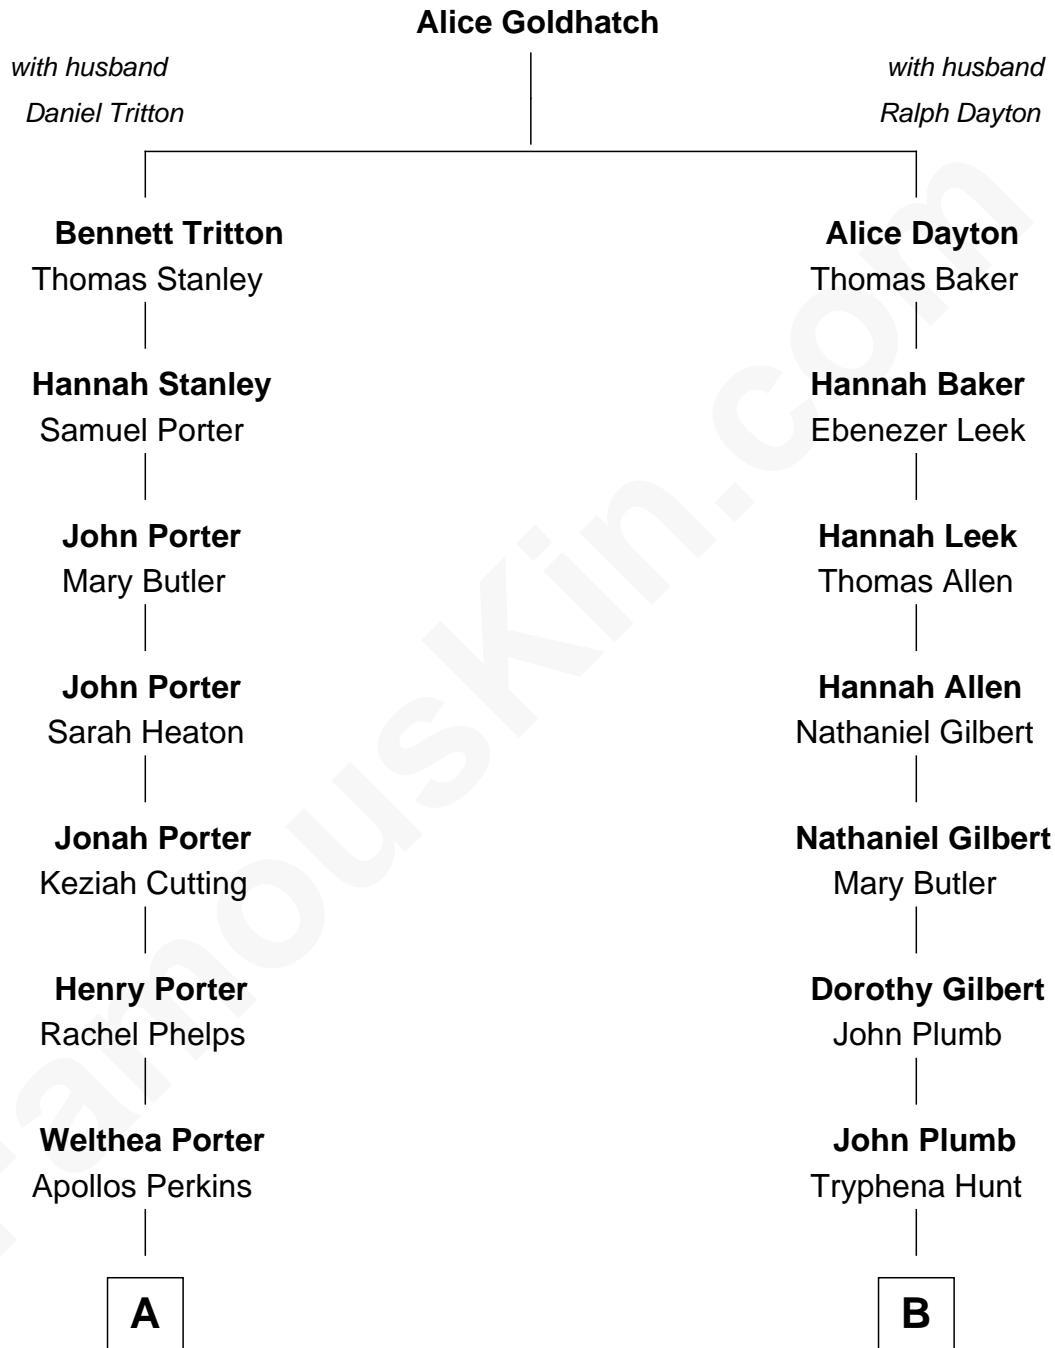 Alice Goldhatch
with husband
Daniel Tritton
with husband
Ralph Dayton
Bennett Tritton
Thomas Stanley
Alice Dayton
Thomas Baker
Hannah Stanley
Samuel Porter
Hannah Baker
Ebenezer Leek
John Porter
Mary Butler
Hannah Leek
Thomas Allen
John Porter
Sarah Heaton
Hannah Allen
Nathaniel Gilbert
Jonah Porter
Keziah Cutting
Nathaniel Gilbert
Mary Butler
Henry Porter
Rachel Phelps
Dorothy Gilbert
John Plumb
Welthea Porter
Apollos Perkins
John Plumb
Tryphena Hunt
A
B
FamousKin.com